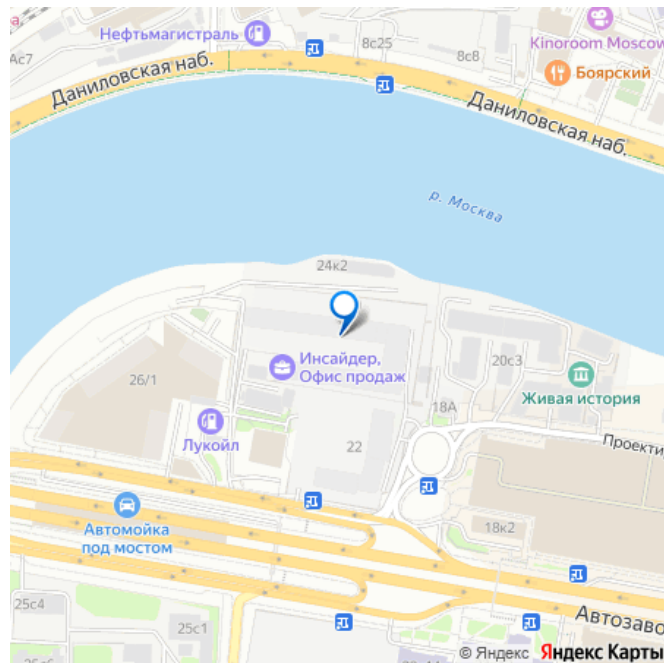 Нефтьмагистраль
8с25
8с8
Kinoroom Moscow
Боярский
Ас7
Даниловская наб.
Даниловская наб.
р. Москва
24к2
Инсайдер,
Офис продаж
20с3
Живая история
26/1
18А
Лукойл
22
Проекти
18к2
Автомойка
под мостом
25с4
25с1
Автозаво
© Яндекс Яндекс Карты